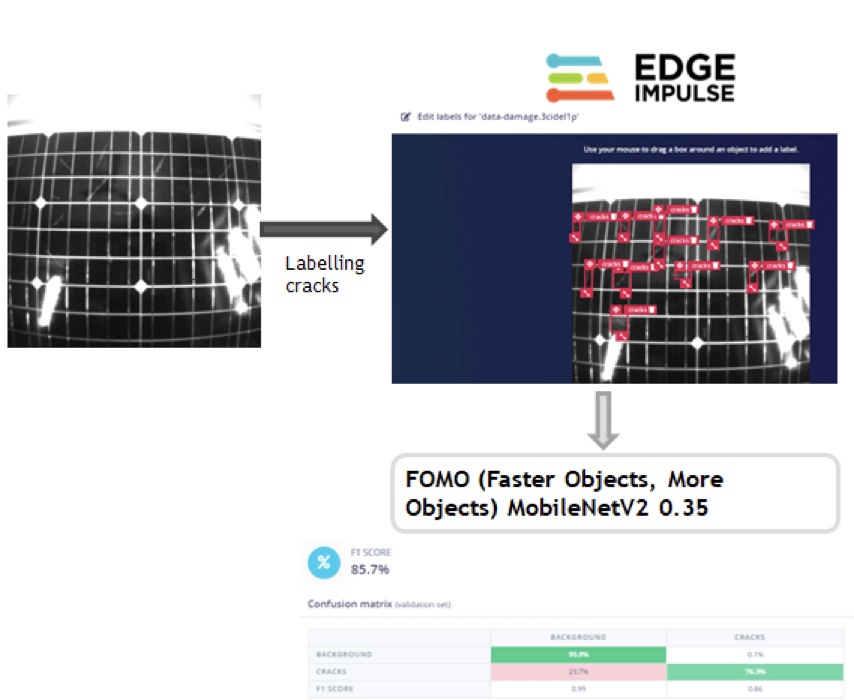 EDGE
IMPULSE
Edit labels for 'data-damage.3cidel1p'
Use your mouse to drag a box around an object to add a label.
Labelling
cracks
cracks
cracks
cracks
cracks
cracks
cracks
cracks
cracks
cracks
cracks
cracks
FOMO (Faster Objects, More
Objects) MobileNetV2 0.35
%
F1 SCORE
85.7%
Confusion matrix (validation set)
BACKGROUND CRACKS
BACKGROUND 99.9% 0.1%
CRACKS 23.7% 76.3%
F1 SCORE 0.99 0.86